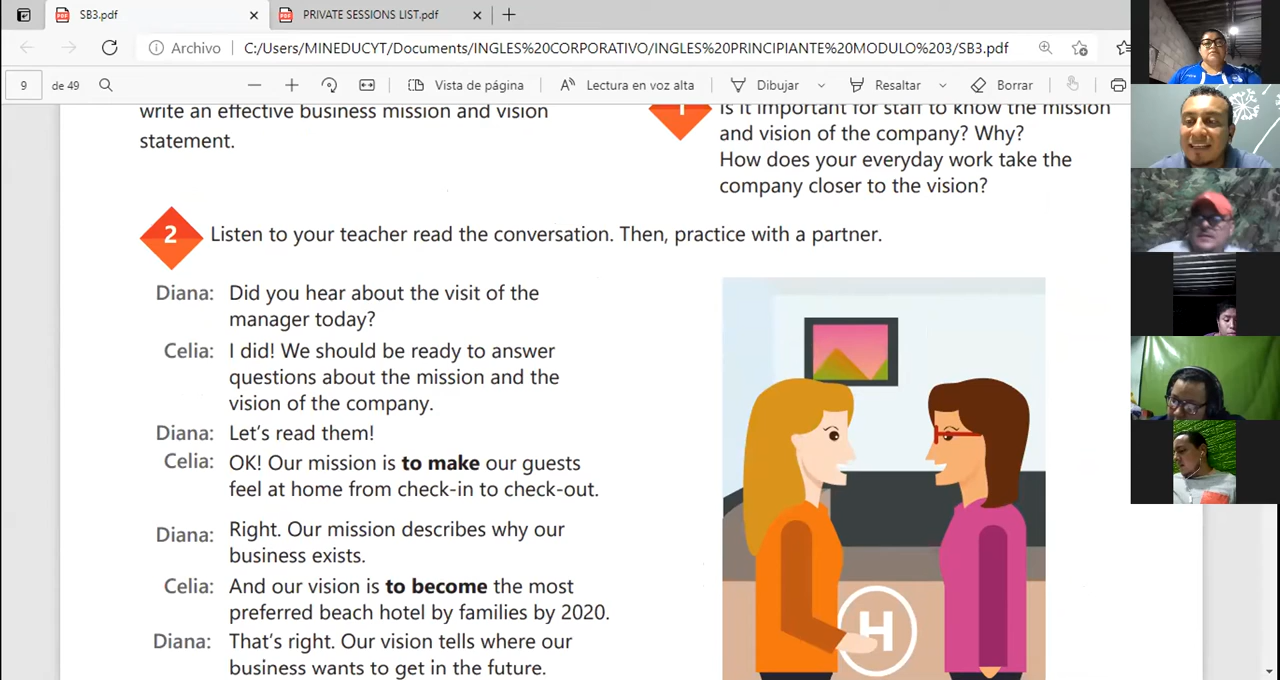 SB3.pdf
PRIVATE SESSIONS LIST.pdf
Archivo
C:/Users/MINEDUCYT/Documents/INGLES%20CORPORATIVO/INGLES%20PRINCIPIANTE%20MODULO%203/SB3.pdf
9 de 49
Vista de página
Lectura en voz alta
Dibujar
Resaltar
Borrar
write an effective business mission and vision
statement.
1
Is it important for staff to know the mission
and vision of the company? Why?
How does your everyday work take the
company closer to the vision?
2
Listen to your teacher read the conversation. Then, practice with a partner.
Diana: Did you hear about the visit of the
manager today?
Celia: I did! We should be ready to answer
questions about the mission and the
vision of the company.
Diana: Let's read them!
Celia: OK! Our mission is to make our guests
feel at home from check-in to check-out.
Diana: Right. Our mission describes why our
business exists.
Celia: And our vision is to become the most
preferred beach hotel by families by 2020.
Diana: That's right. Our vision tells where our
business wants to get in the future.
H